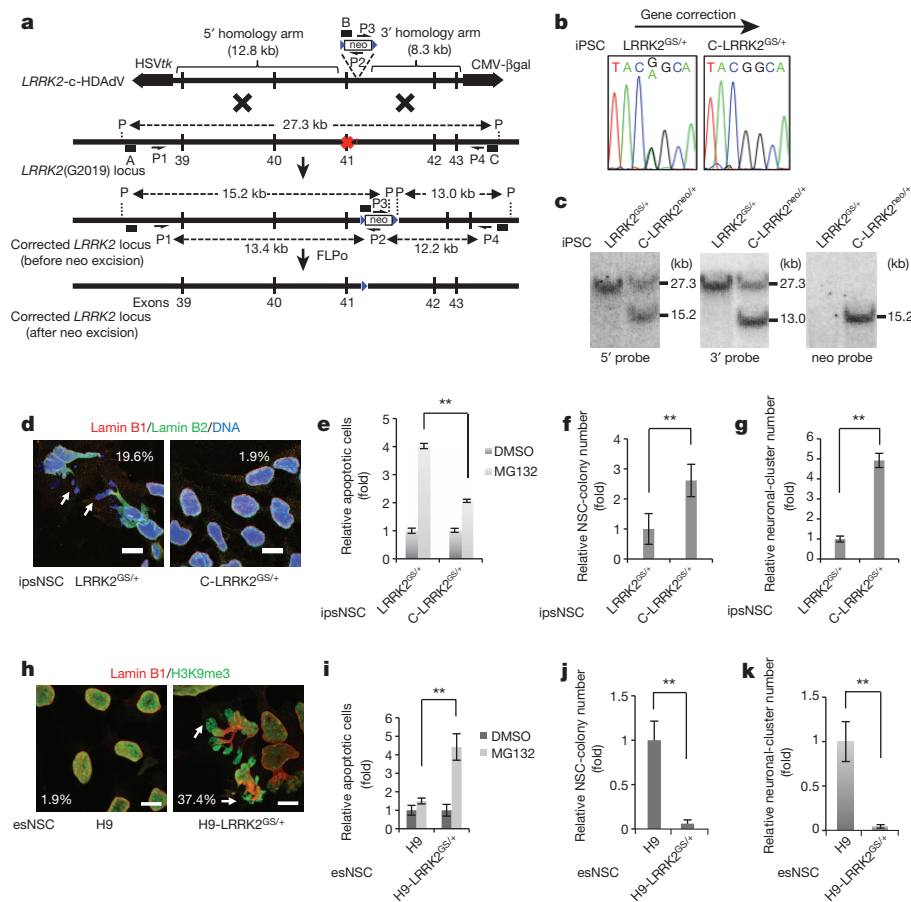 a
B
P3
neo
P2
5′ homology arm
(12.8 kb)
3′ homology arm
(8.3 kb)
HSVtk
CMV-βgal
LRRK2-c-HDAdV
P
27.3 kb
P
A
P1
39
40
41
42
43
P4
C
LRRK2(G2019) locus
P
15.2 kb
P
P
13.0 kb
P
P3
neo
P1
13.4 kb
P2
12.2 kb
P4
Corrected LRRK2 locus
(before neo excision)
FLPo
Exons
39
40
41
42
43
Corrected LRRK2 locus
(after neo excision)
b
Gene correction
iPSC
LRRK2GS/+
C-LRRK2GS/+
T A C G G C A
A
T A C G G C A
c
iPSC
LRRK2GS/+
C-LRRK2neo/+
LRRK2GS/+
C-LRRK2neo/+
LRRK2GS/+
C-LRRK2neo/+
(kb)
(kb)
(kb)
27.3
15.2
27.3
13.0
15.2
5′ probe
3′ probe
neo probe
d
Lamin B1/Lamin B2/DNA
19.6%
1.9%
ipsNSC
LRRK2GS/+
C-LRRK2GS/+
e
Relative apoptotic cells
(fold)
5
4
3
2
1
0
**
DMSO
MG132
LRRK2GS/+
C-LRRK2GS/+
ipsNSC
f
Relative NSC-colony number
(fold)
4
3
2
1
0
**
LRRK2GS/+
C-LRRK2GS/+
ipsNSC
g
Relative neuronal-cluster number
(fold)
6
5
4
3
2
1
0
**
LRRK2GS/+
C-LRRK2GS/+
ipsNSC
h
Lamin B1/H3K9me3
1.9%
37.4%
esNSC
H9
H9-LRRK2GS/+
i
Relative apoptotic cells
(fold)
6
5
4
3
2
1
0
**
DMSO
MG132
H9
H9-LRRK2GS/+
esNSC
j
Relative NSC-colony number
(fold)
1.5
1
0.5
0
**
H9
H9-LRRK2GS/+
esNSC
k
Relative neuronal-cluster number
(fold)
1.5
1
0.5
0
**
H9
H9-LRRK2GS/+
esNSC